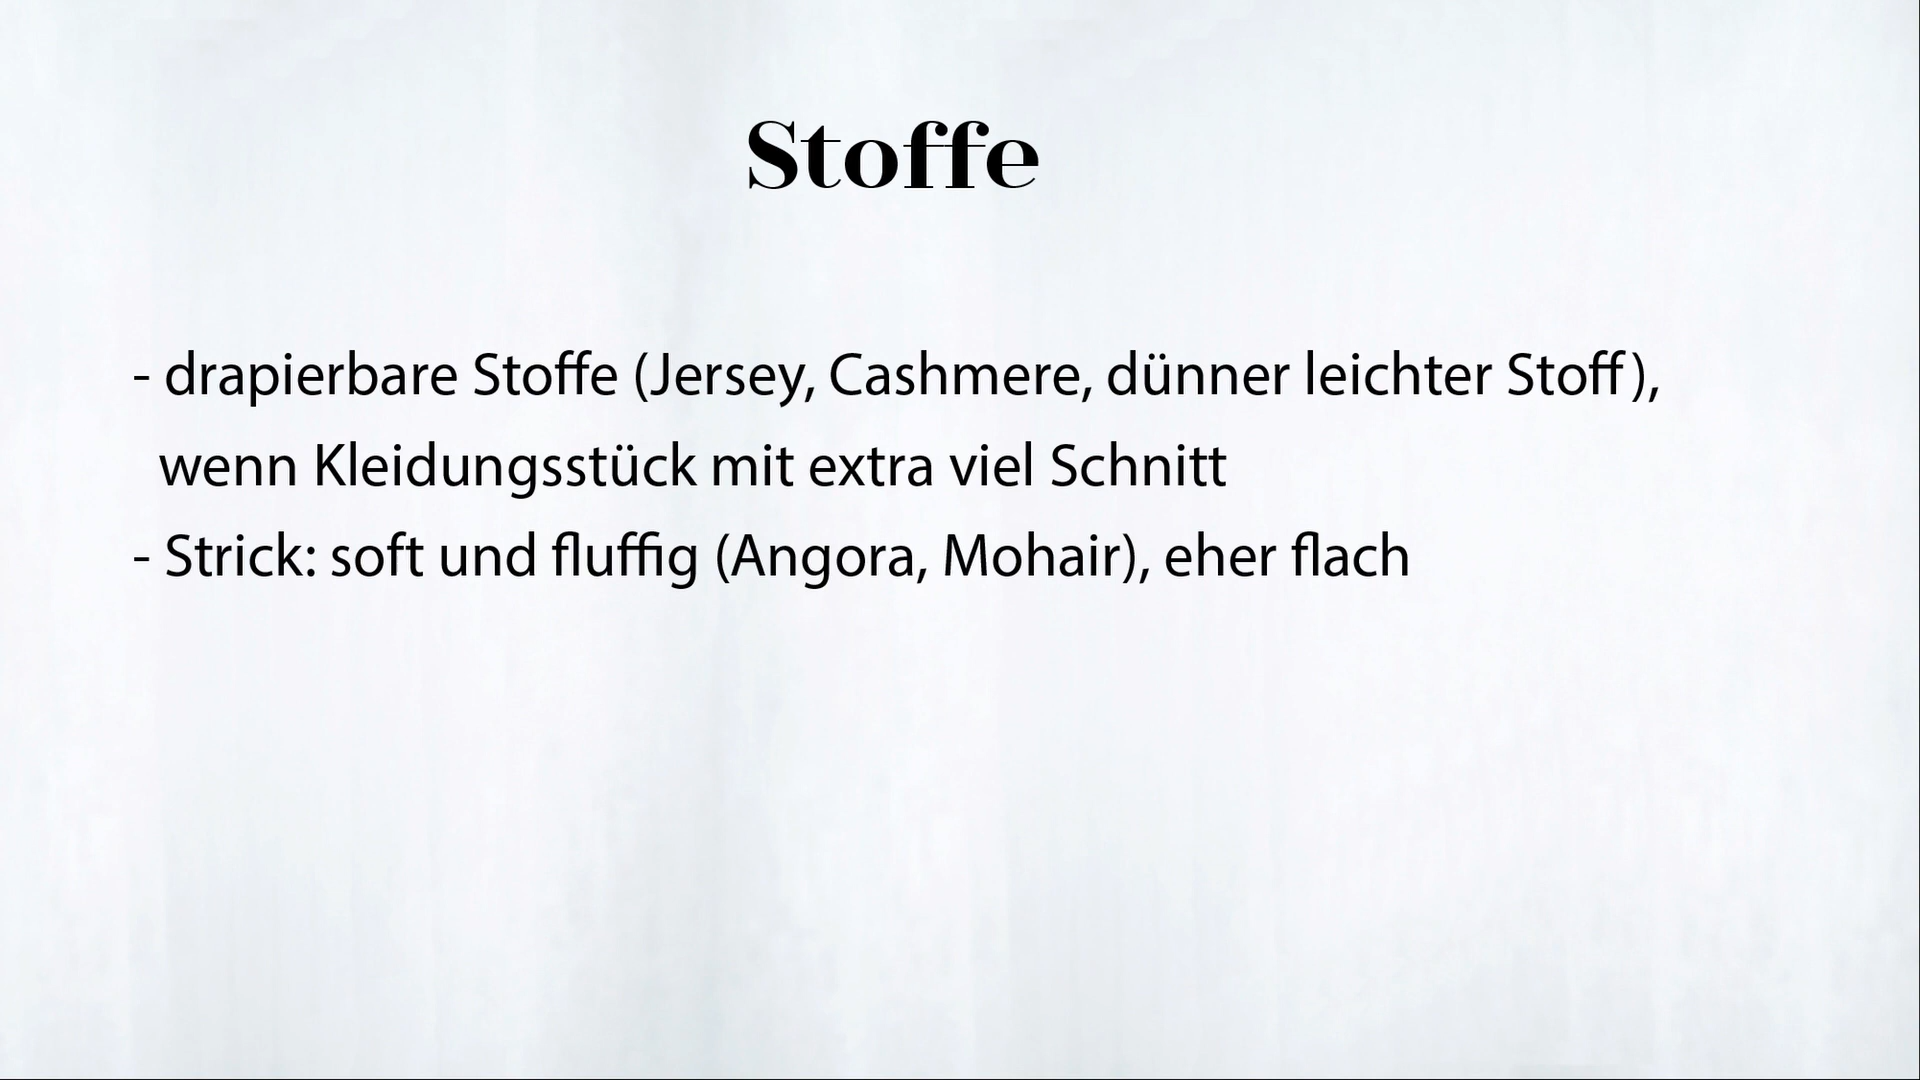 Stoffe
- drapierbare Stoffe (Jersey, Cashmere, dünner leichter Stoff),
wenn Kleidungsstück mit extra viel Schnitt
- Strick: soft und fluffig (Angora, Mohair), eher flach